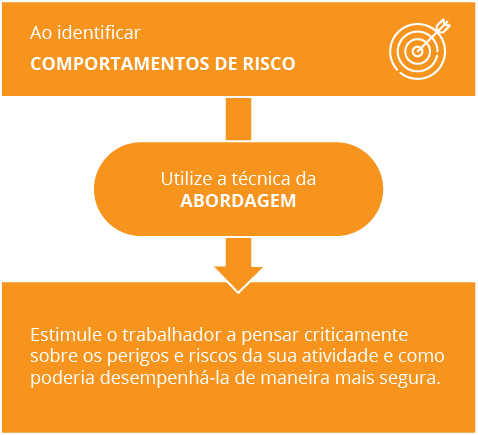 Ao identificar
COMPORTAMENTOS DE RISCO
Utilize a técnica da
ABORDAGEM
Estimule o trabalhador a pensar criticamente
sobre os perigos e riscos da sua atividade e como
poderia desempenhá-la de maneira mais segura.